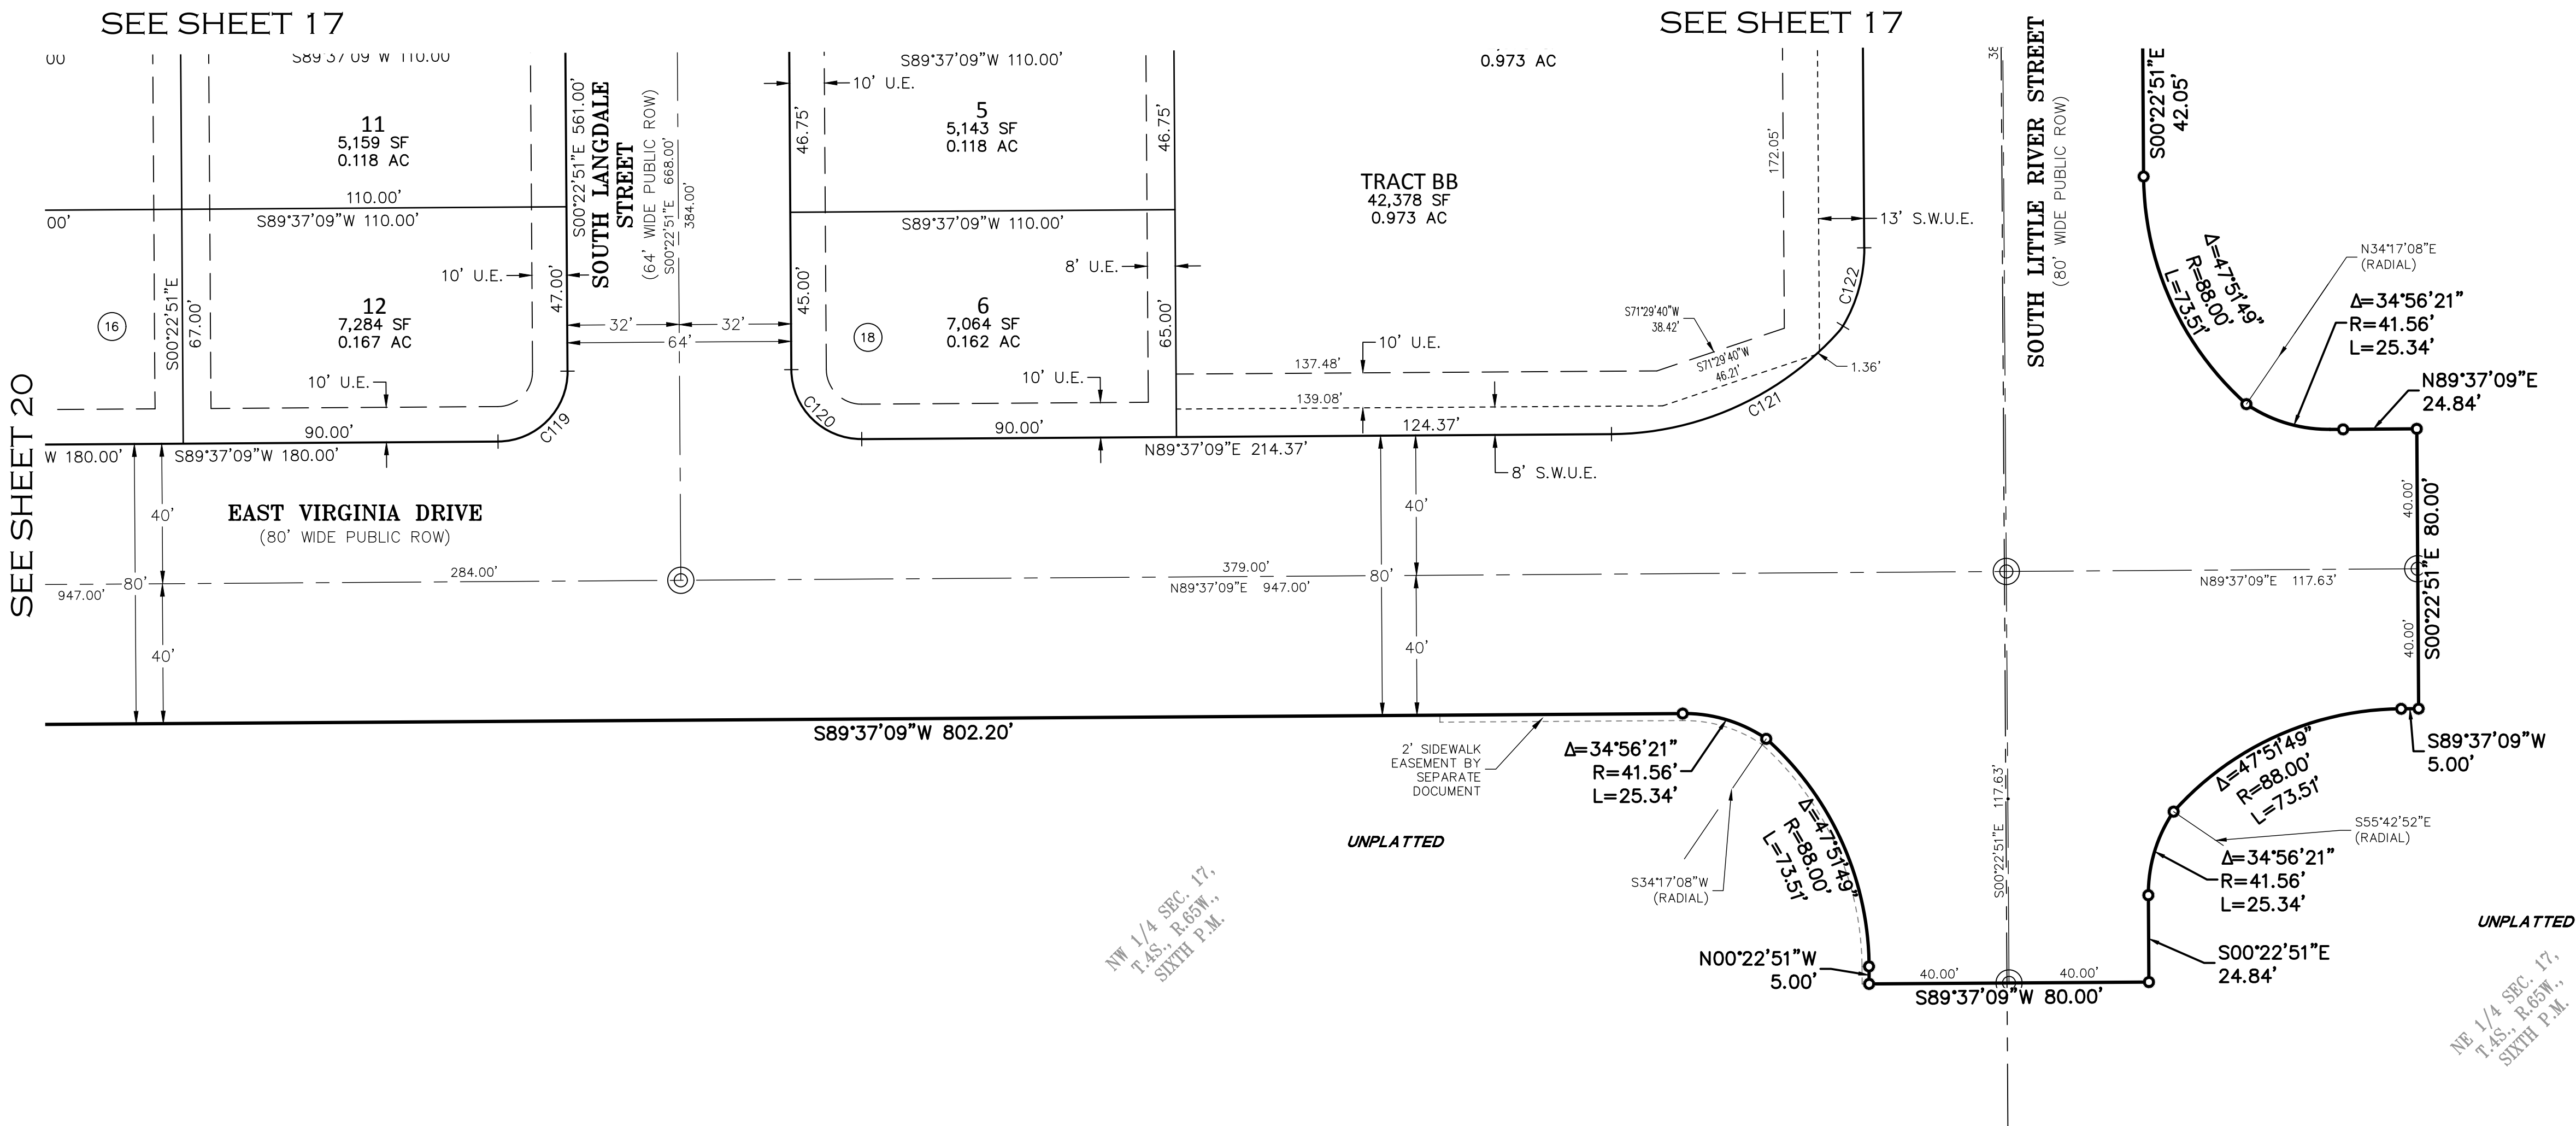 SEE SHEET 17
SEE SHEET 17
S89°37'09"W 110.00'
11
5,159 SF
0.118 AC
110.00'
00'
S89°37'09"W 110.00'
S00°22'51"E 561.00'
SOUTH LANGDALE
STREET
(64' WIDE PUBLIC ROW)
S00°22'51"E 668.00'
384.00'
10' U.E.
S89°37'09"W 110.00'
46.75'
5
5,143 SF
0.118 AC
46.75'
S89°37'09"W 110.00'
0.973 AC
TRACT BB
42,378 SF
0.973 AC
172.05'
13' S.W.U.E.
SOUTH LITTLE RIVER STREET
(80' WIDE PUBLIC ROW)
S00°22'51"E
42.05'
Δ=47°51'49"
R=88.00'
L=73.51'
N34°17'08"E
(RADIAL)
Δ=34°56'21"
R=41.56'
L=25.34'
N89°37'09"E
24.84'
16
S00°22'51"E
67.00'
12
7,284 SF
0.167 AC
10' U.E.
47.00'
10' U.E.
90.00'
C119
32'
32'
64'
45.00'
18
6
7,064 SF
0.162 AC
8' U.E.
65.00'
10' U.E.
C120
90.00'
137.48'
10' U.E.
139.08'
124.37'
S71°29'40"W
38.42'
S71°29'40"W
46.21'
1.36'
C121
C122
SEE SHEET 20
W 180.00'
S89°37'09"W 180.00'
N89°37'09"E 214.37'
8' S.W.U.E.
40'
EAST VIRGINIA DRIVE
(80' WIDE PUBLIC ROW)
80'
947.00'
284.00'
40'
379.00'
N89°37'09"E 947.00'
80'
40'
40'
N89°37'09"E 117.63'
40.00'
S00°22'51"E 80.00'
40.00'
S89°37'09"W 802.20'
2' SIDEWALK
EASEMENT BY
SEPARATE
DOCUMENT
Δ=34°56'21"
R=41.56'
L=25.34'
Δ=47°51'49"
R=88.00'
L=73.51'
S34°17'08"W
(RADIAL)
S00°22'51"E 117.63'
Δ=47°51'49"
R=88.00'
L=73.51'
S89°37'09"W
5.00'
S55°42'52"E
(RADIAL)
Δ=34°56'21"
R=41.56'
L=25.34'
UNPLATTED
UNPLATTED
NW 1/4 SEC. 17,
T.4S., R.65W.,
SIXTH P.M.
N00°22'51"W
5.00'
40.00'
40.00'
S89°37'09"W 80.00'
S00°22'51"E
24.84'
NE 1/4 SEC. 17,
T.4S., R.65W.,
SIXTH P.M.